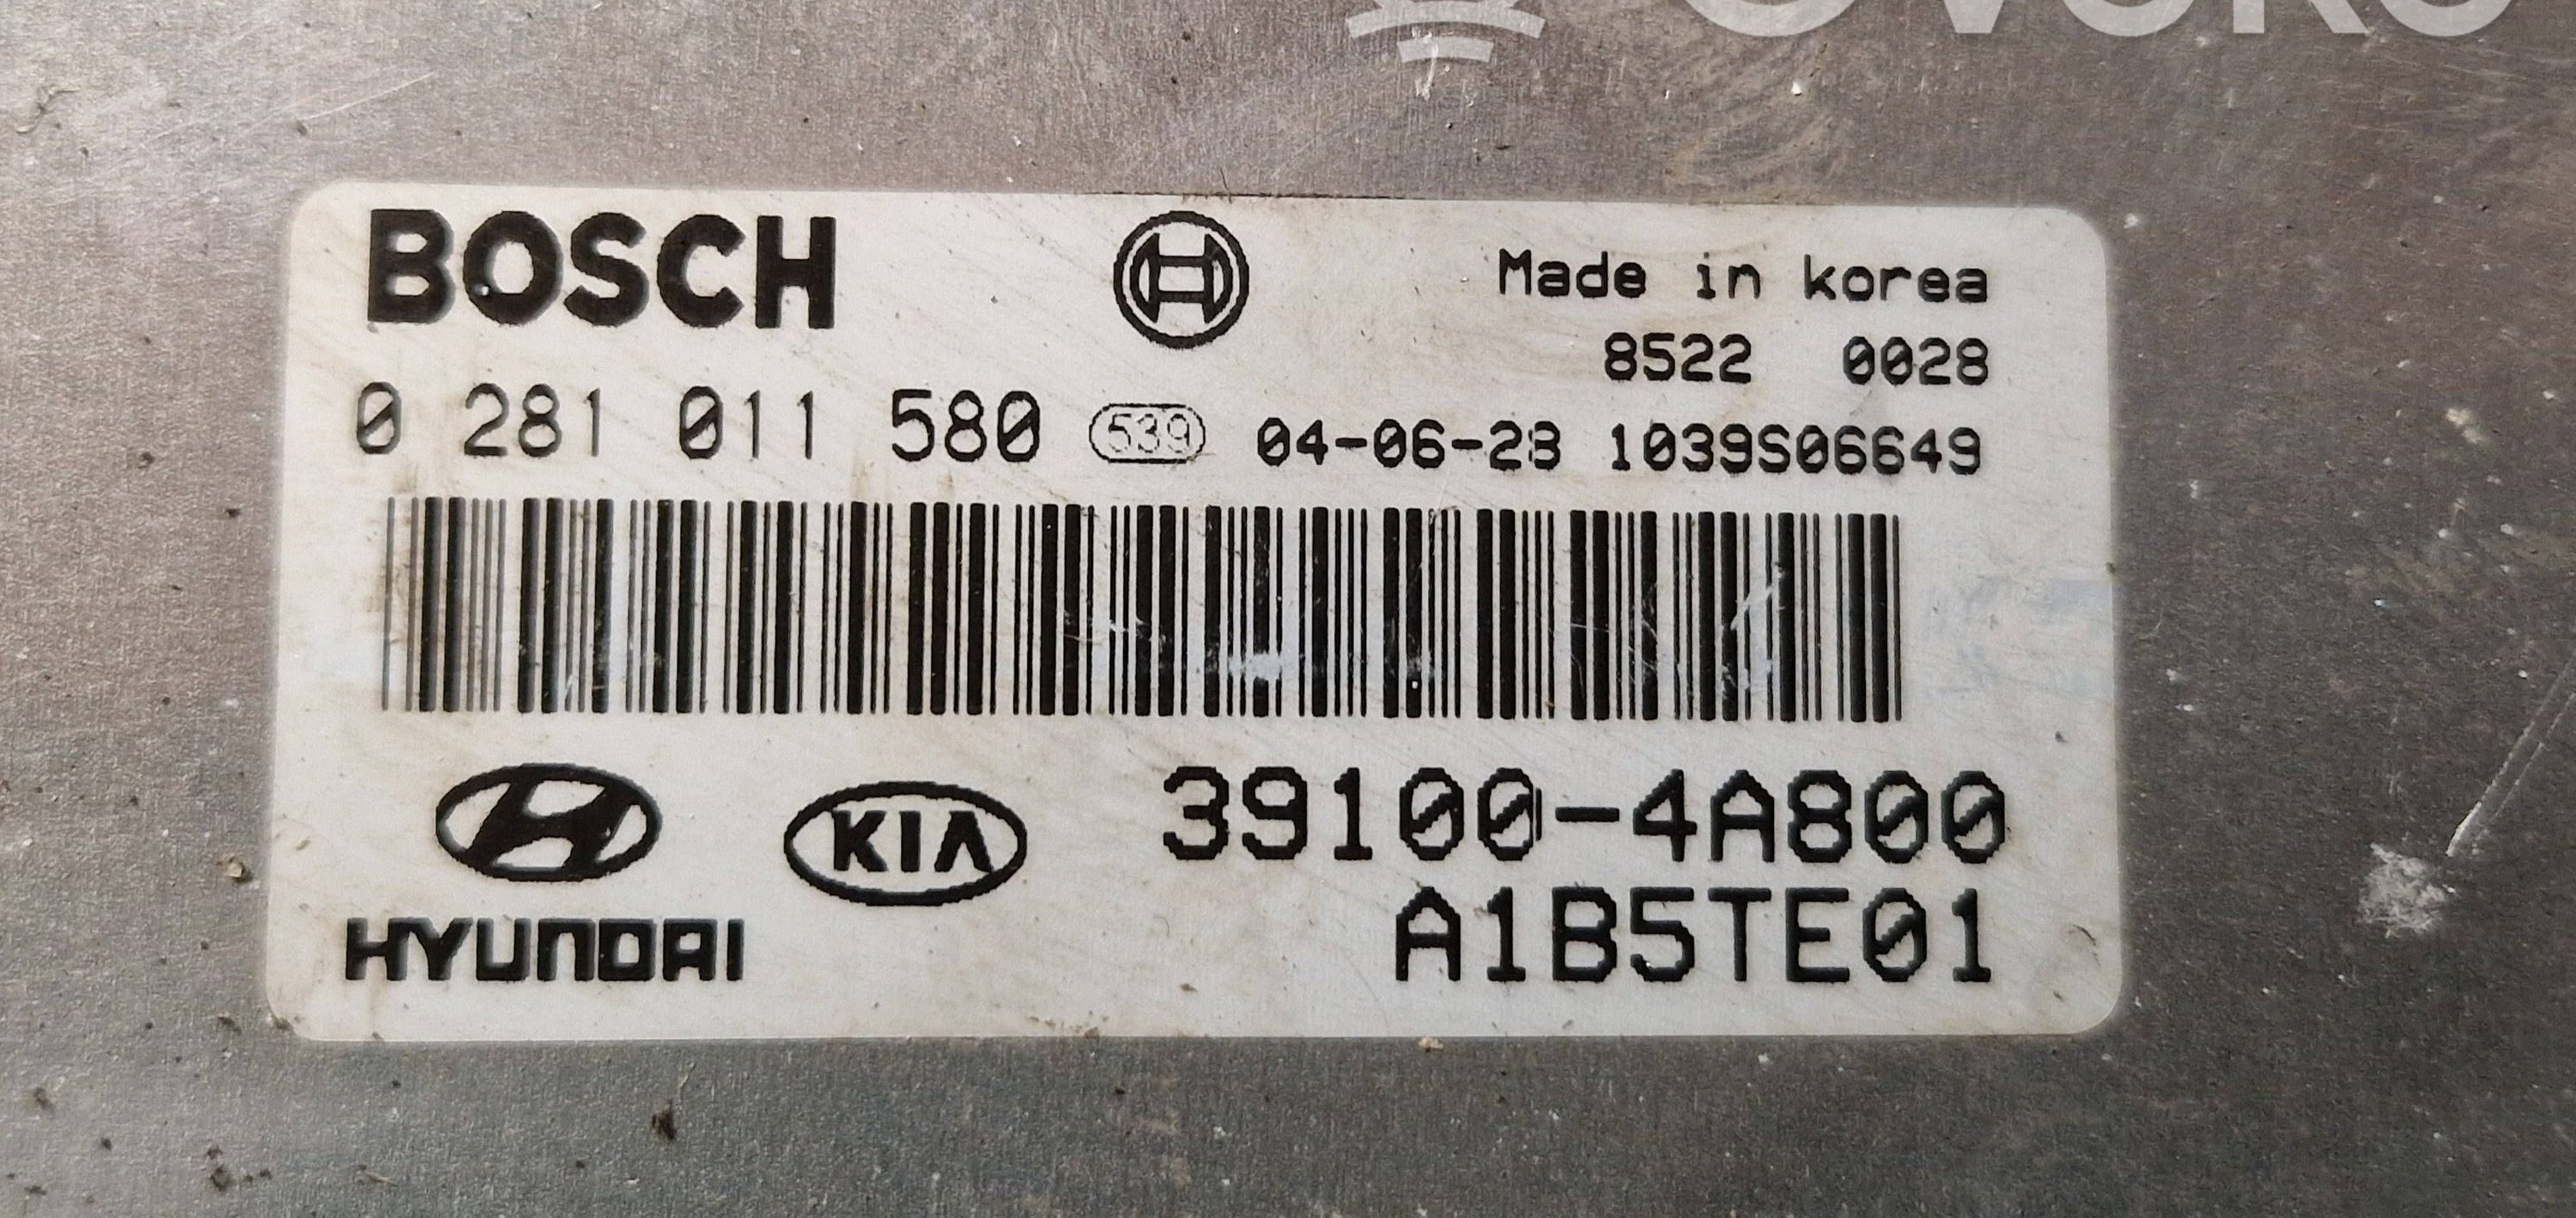 BOSCH
Made in korea
8522 0028
0 281 011 580 539 04-06-28 1039S06649
KIA 39100-4A800
HYUNDAI A1B5TE01